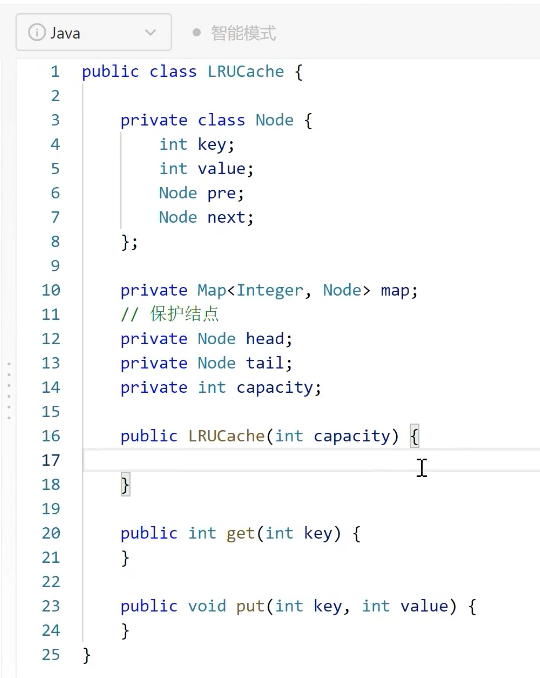 Java
智能模式
1 public class LRUCache {
2
3     private class Node {
4         int key;
5         int value;
6         Node pre;
7         Node next;
8     };
9
10     private Map<Integer, Node> map;
11     // 保护结点
12     private Node head;
13     private Node tail;
14     private int capacity;
15
16     public LRUCache(int capacity) {
17
18     }
19
20     public int get(int key) {
21     }
22
23     public void put(int key, int value) {
24     }
25 }